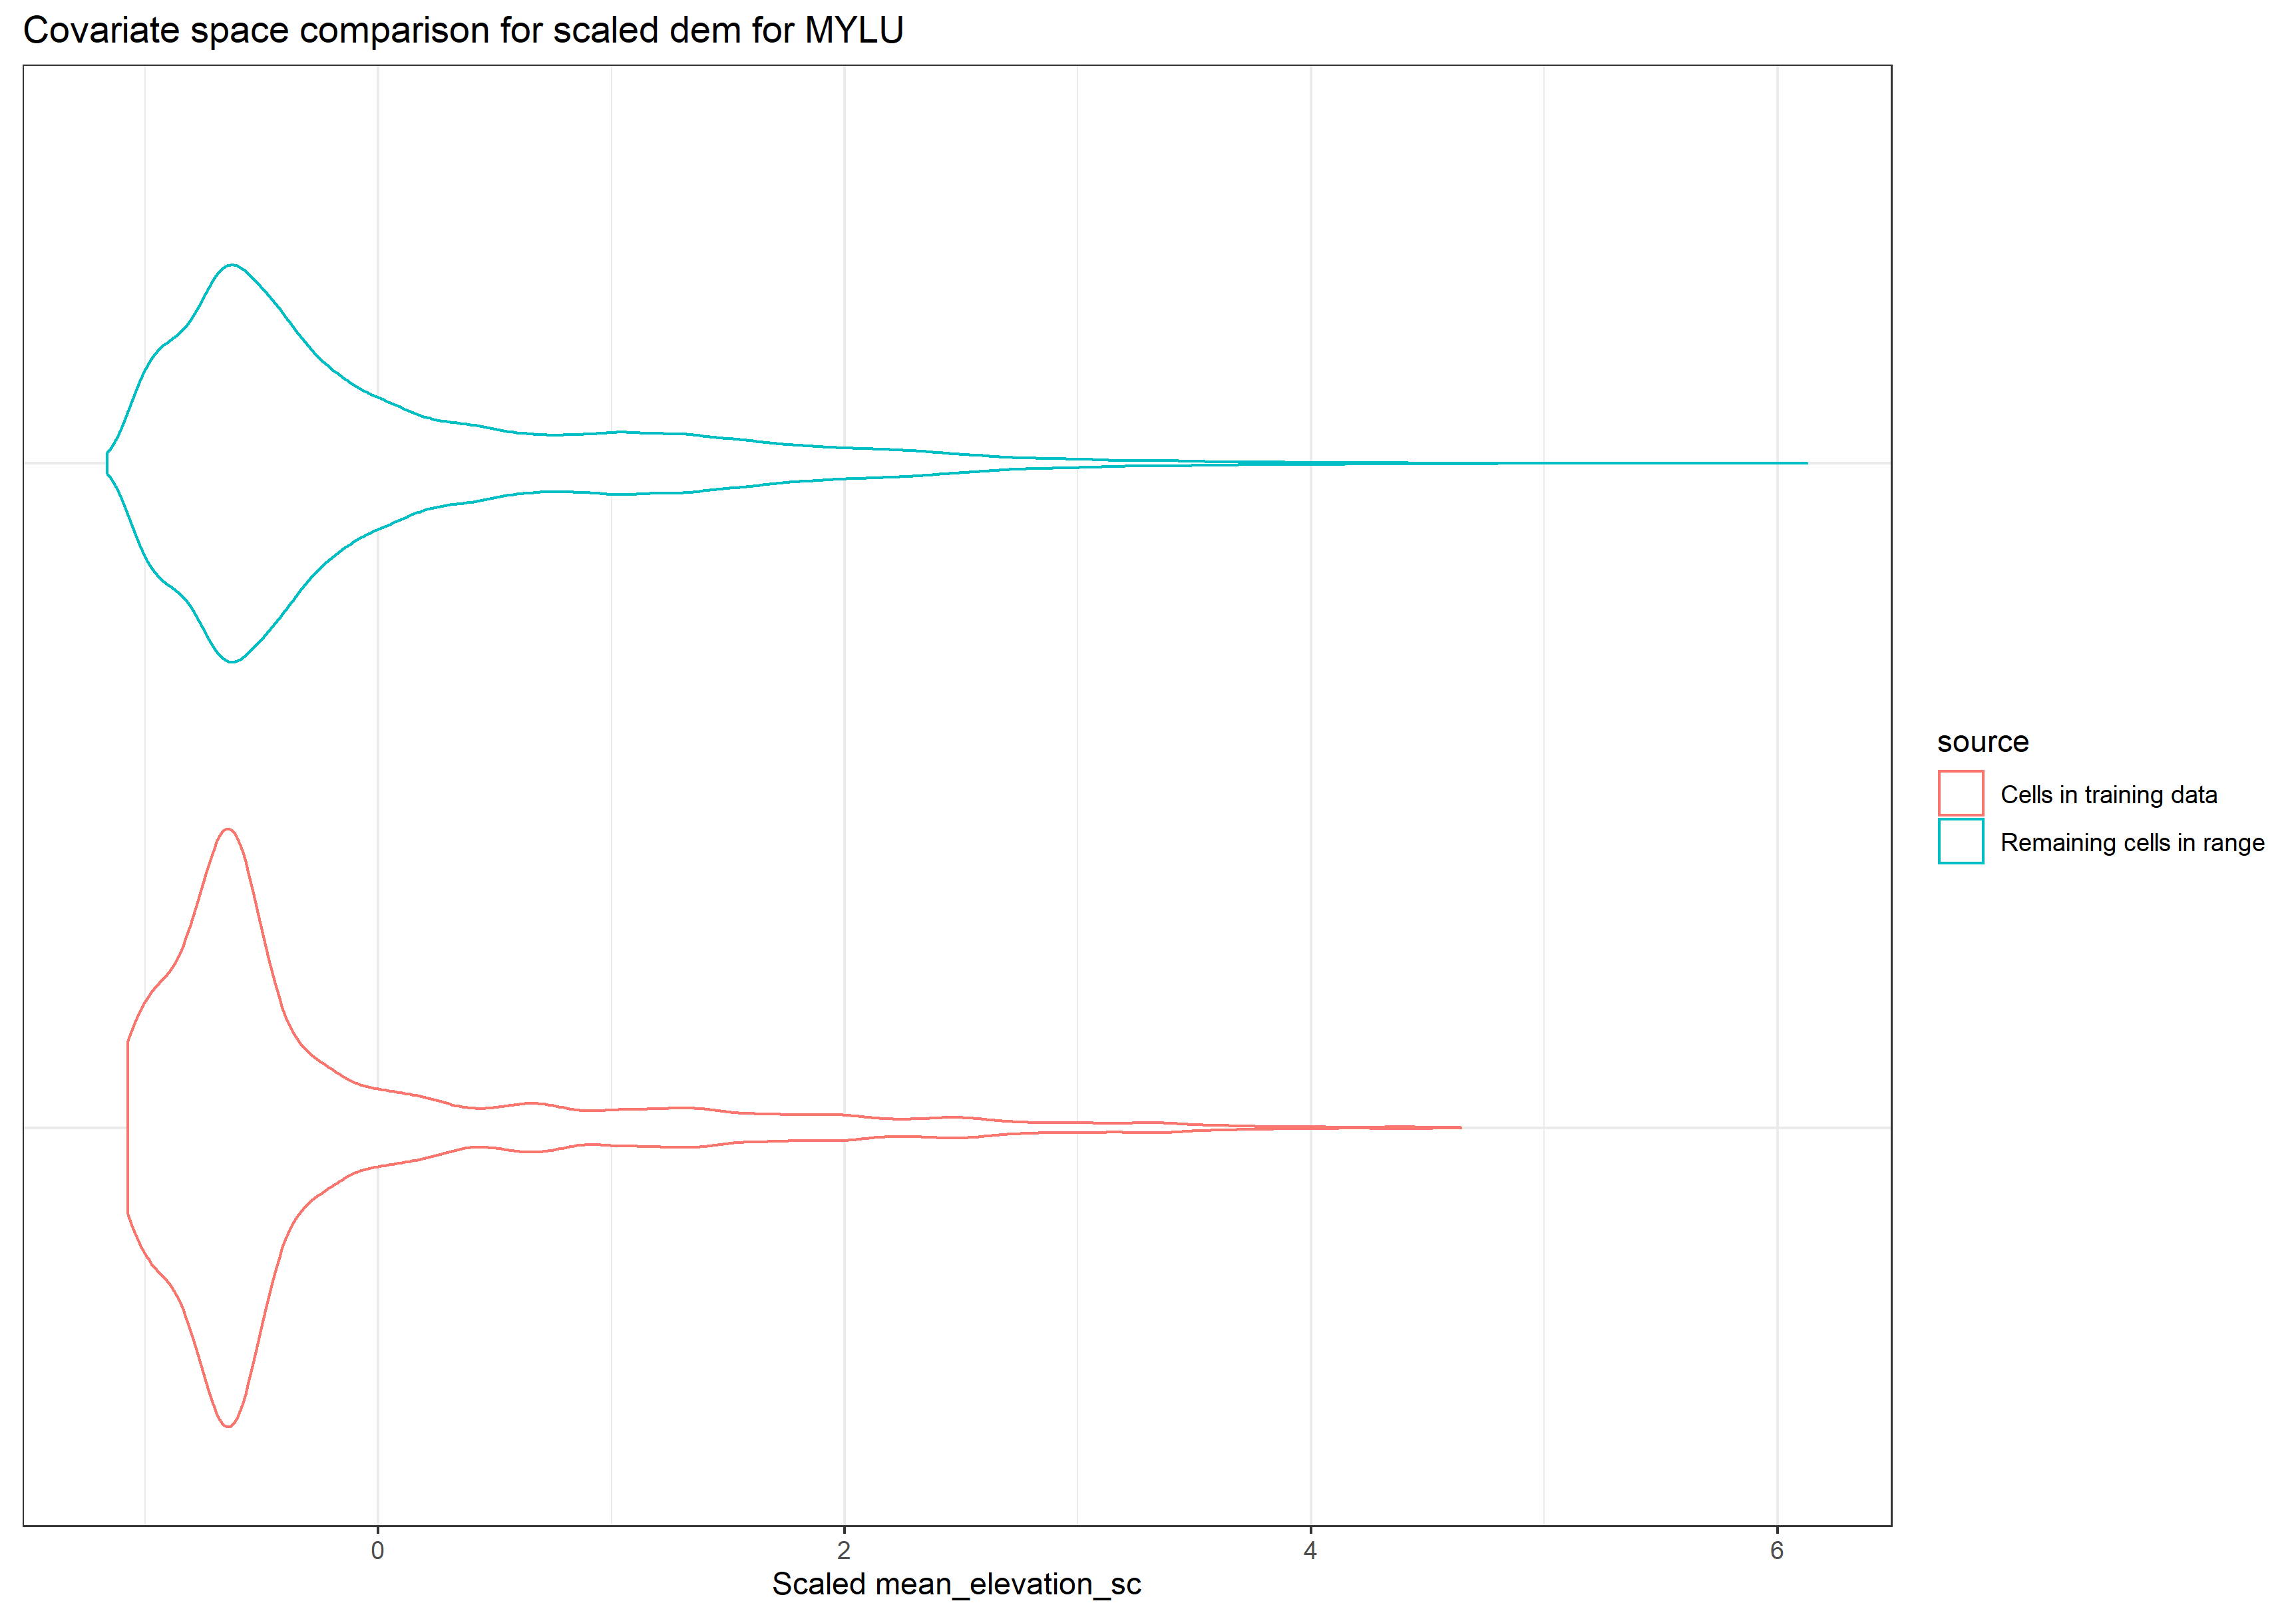 Covariate space comparison for scaled dem for MYLU
source
Cells in training data
Remaining cells in range
0 2 4 6
Scaled mean_elevation_sc